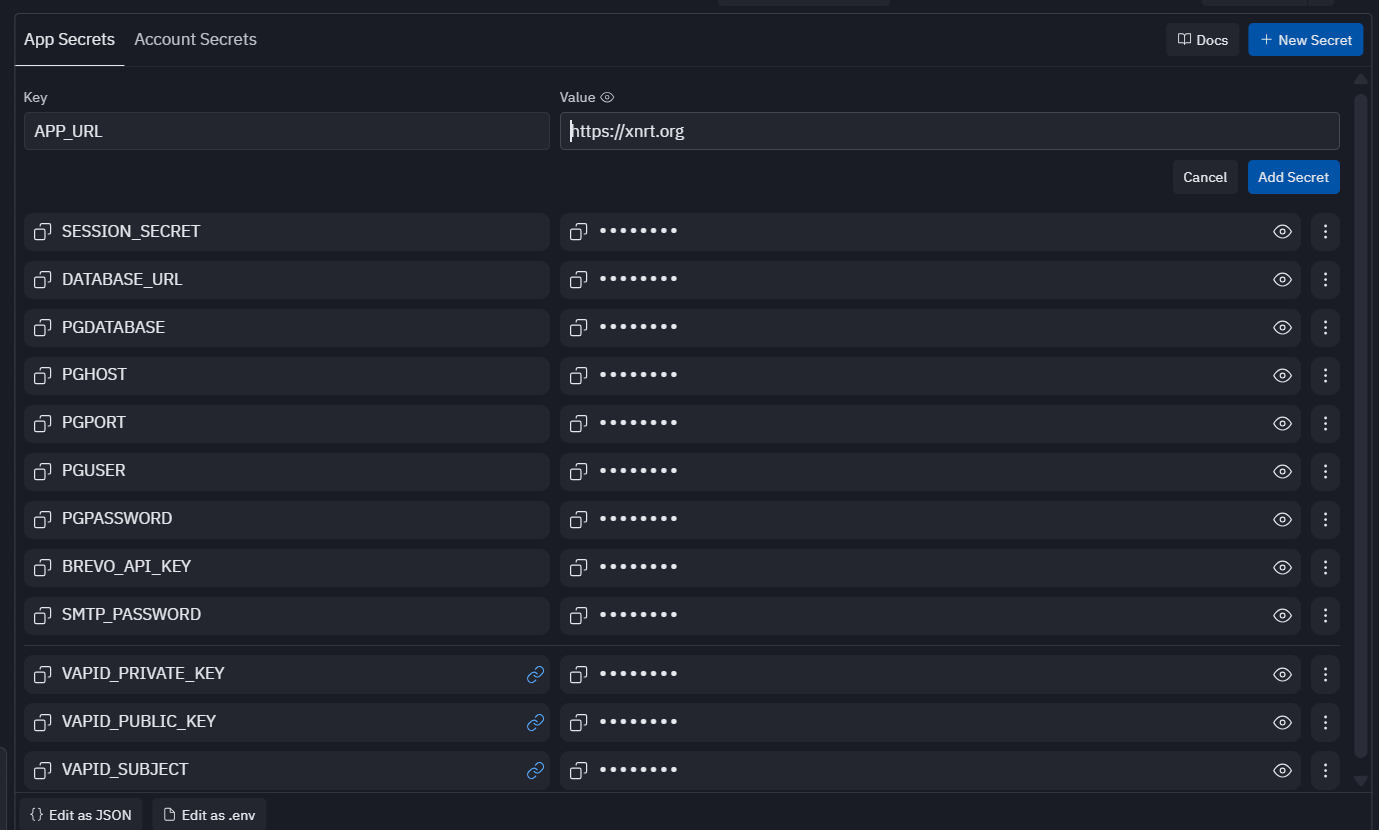 App Secrets Account Secrets Docs + New Secret
Key Value
APP_URL https://xnrt.org
Cancel Add Secret
SESSION_SECRET ••••••••
DATABASE_URL ••••••••
PGDATABASE ••••••••
PGHOST ••••••••
PGPORT ••••••••
PGUSER ••••••••
PGPASSWORD ••••••••
BREVO_API_KEY ••••••••
SMTP_PASSWORD ••••••••
VAPID_PRIVATE_KEY ••••••••
VAPID_PUBLIC_KEY ••••••••
VAPID_SUBJECT ••••••••
{} Edit as JSON Edit as .env